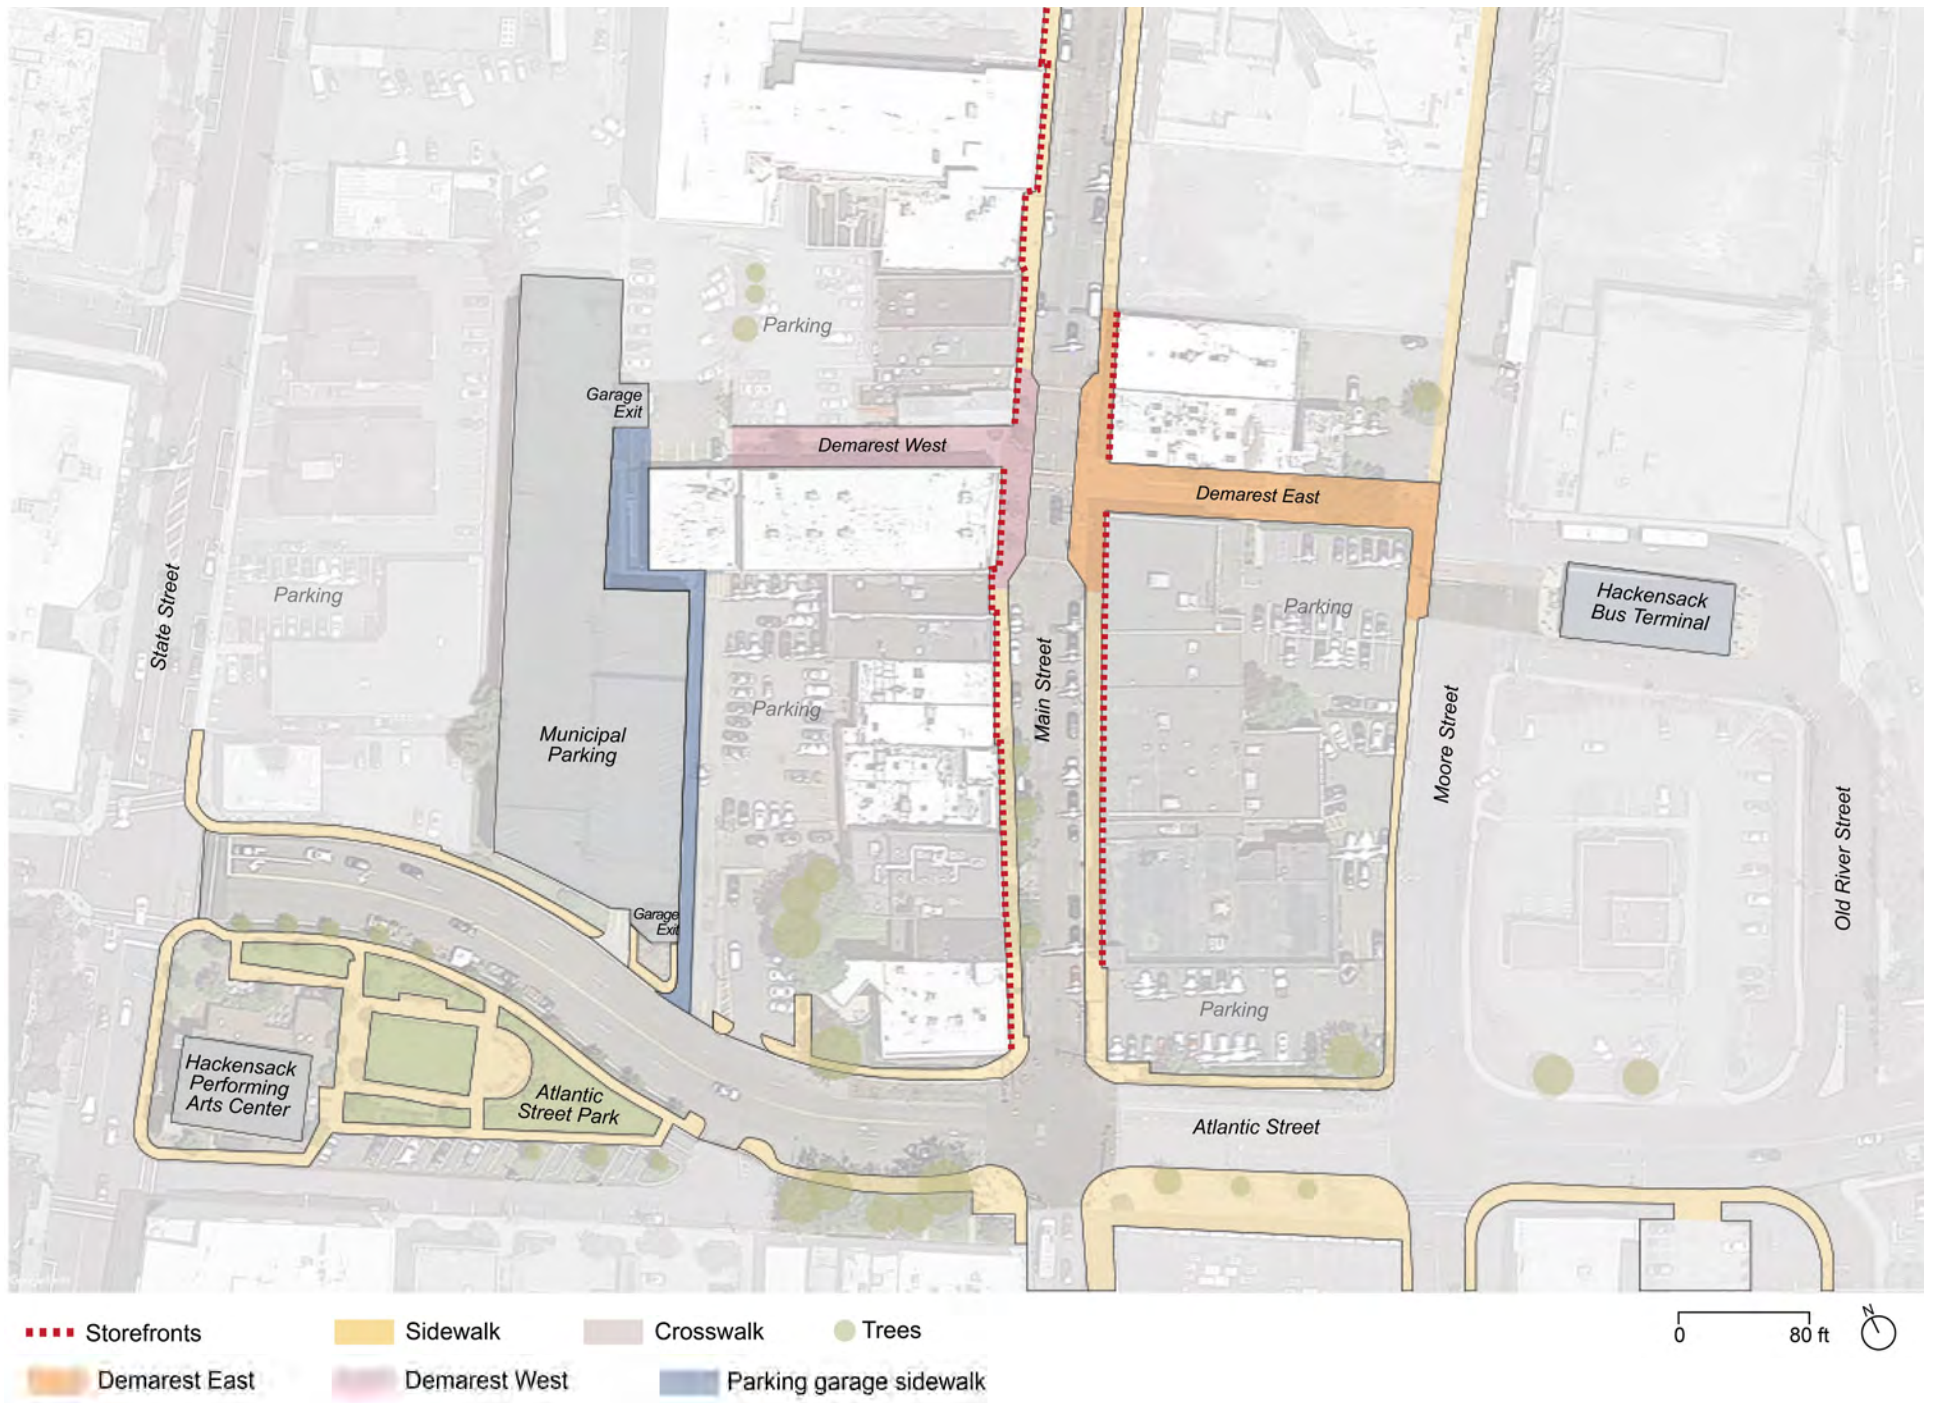 Parking
Garage
Exit
Demarest West
Demarest East
State Street
Parking
Parking
Hackensack
Bus Terminal
Main Street
Moore Street
Parking
Municipal
Parking
Old River Street
Garage
Exit
Parking
Hackensack
Performing
Arts Center
Atlantic
Street Park
Atlantic Street
Storefronts
Sidewalk
Crosswalk
Trees
0
80 ft
N
Demarest East
Demarest West
Parking garage sidewalk